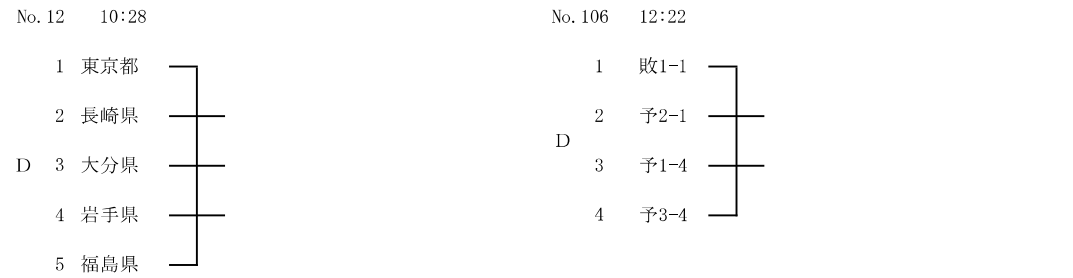 No.12 10:28
1 東京都
2 長崎県
D 3 大分県
4 岩手県
5 福島県
No.106 12:22
1 敗1-1
2 予2-1
D
3 予1-4
4 予3-4